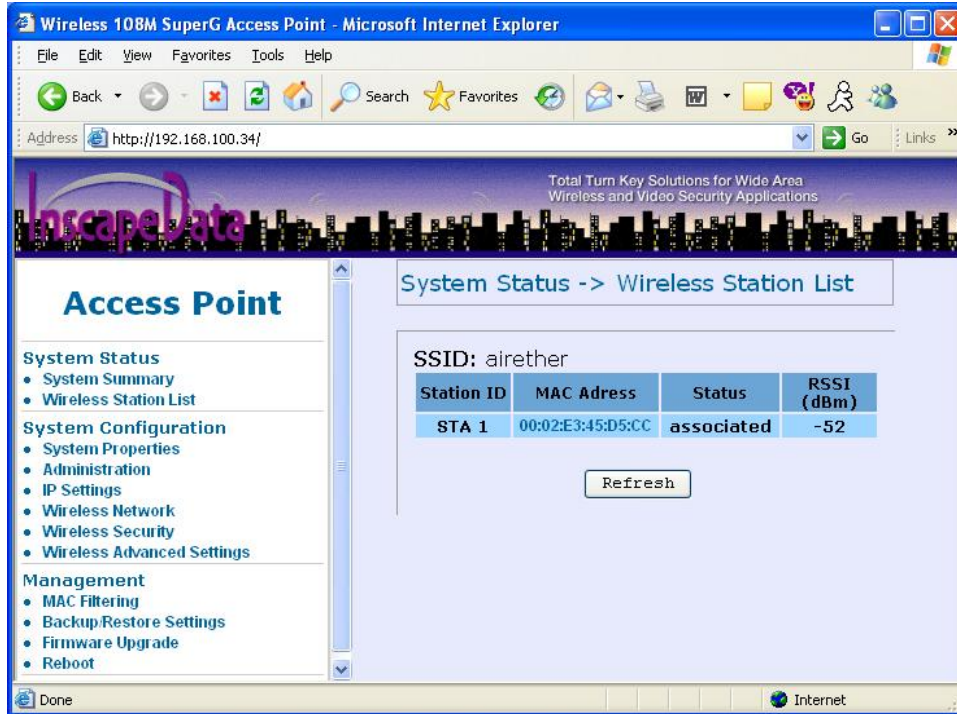 Wireless 108M SuperG Access Point - Microsoft Internet Explorer
File Edit View Favorites Tools Help
Back Search Favorites
Address http://192.168.100.34/ Go Links »
InscapeData
Total Turn Key Solutions for Wide Area
Wireless and Video Security Applications
Access Point
System Status
• System Summary
• Wireless Station List
System Configuration
• System Properties
• Administration
• IP Settings
• Wireless Network
• Wireless Security
• Wireless Advanced Settings
Management
• MAC Filtering
• Backup/Restore Settings
• Firmware Upgrade
• Reboot
System Status -> Wireless Station List
SSID: airether
Station ID MAC Adress Status RSSI (dBm)
STA 1 00:02:E3:45:D5:CC associated -52
Refresh
Done Internet